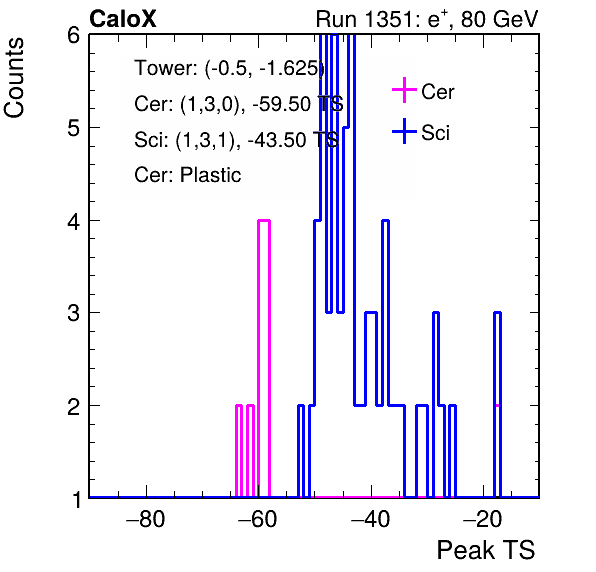 CaloX Run 1351: e⁺, 80 GeV
Counts
6
5
4
3
2
1
Tower: (-0.5, -1.625)
Cer: (1,3,0), -59.50 TS
Sci: (1,3,1), -43.50 TS
Cer: Plastic
Cer
Sci
−80 −60 −40 −20
Peak TS